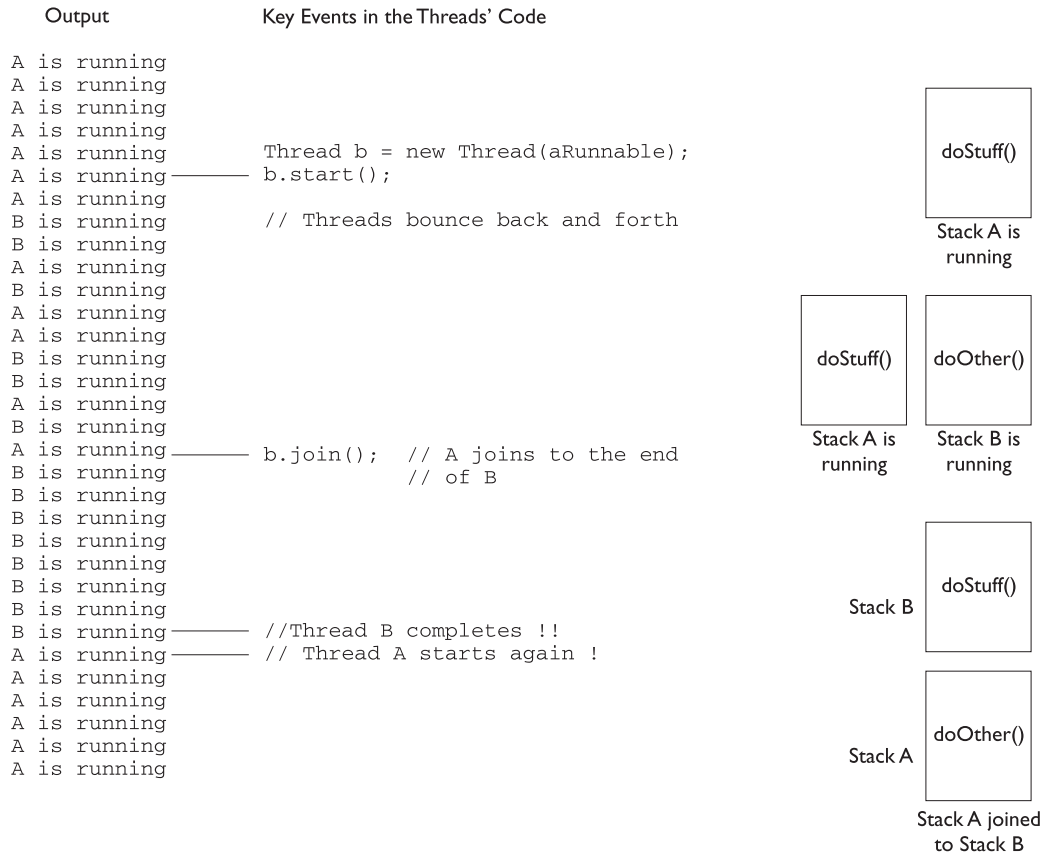 Output
Key Events in the Threads' Code
A is running
A is running
A is running
A is running
A is running
Thread b = new Thread(aRunnable);
A is running
b.start();
A is running
B is running
// Threads bounce back and forth
B is running
A is running
B is running
A is running
A is running
B is running
B is running
A is running
B is running
A is running
b.join(); // A joins to the end
B is running
// of B
B is running
B is running
B is running
B is running
B is running
B is running
B is running
//Thread B completes !!
A is running
// Thread A starts again !
A is running
A is running
A is running
A is running
A is running
doStuff()
Stack A is
running
doStuff()
Stack A is
running
doOther()
Stack B is
running
Stack B
doStuff()
Stack A
doOther()
Stack A joined
to Stack B